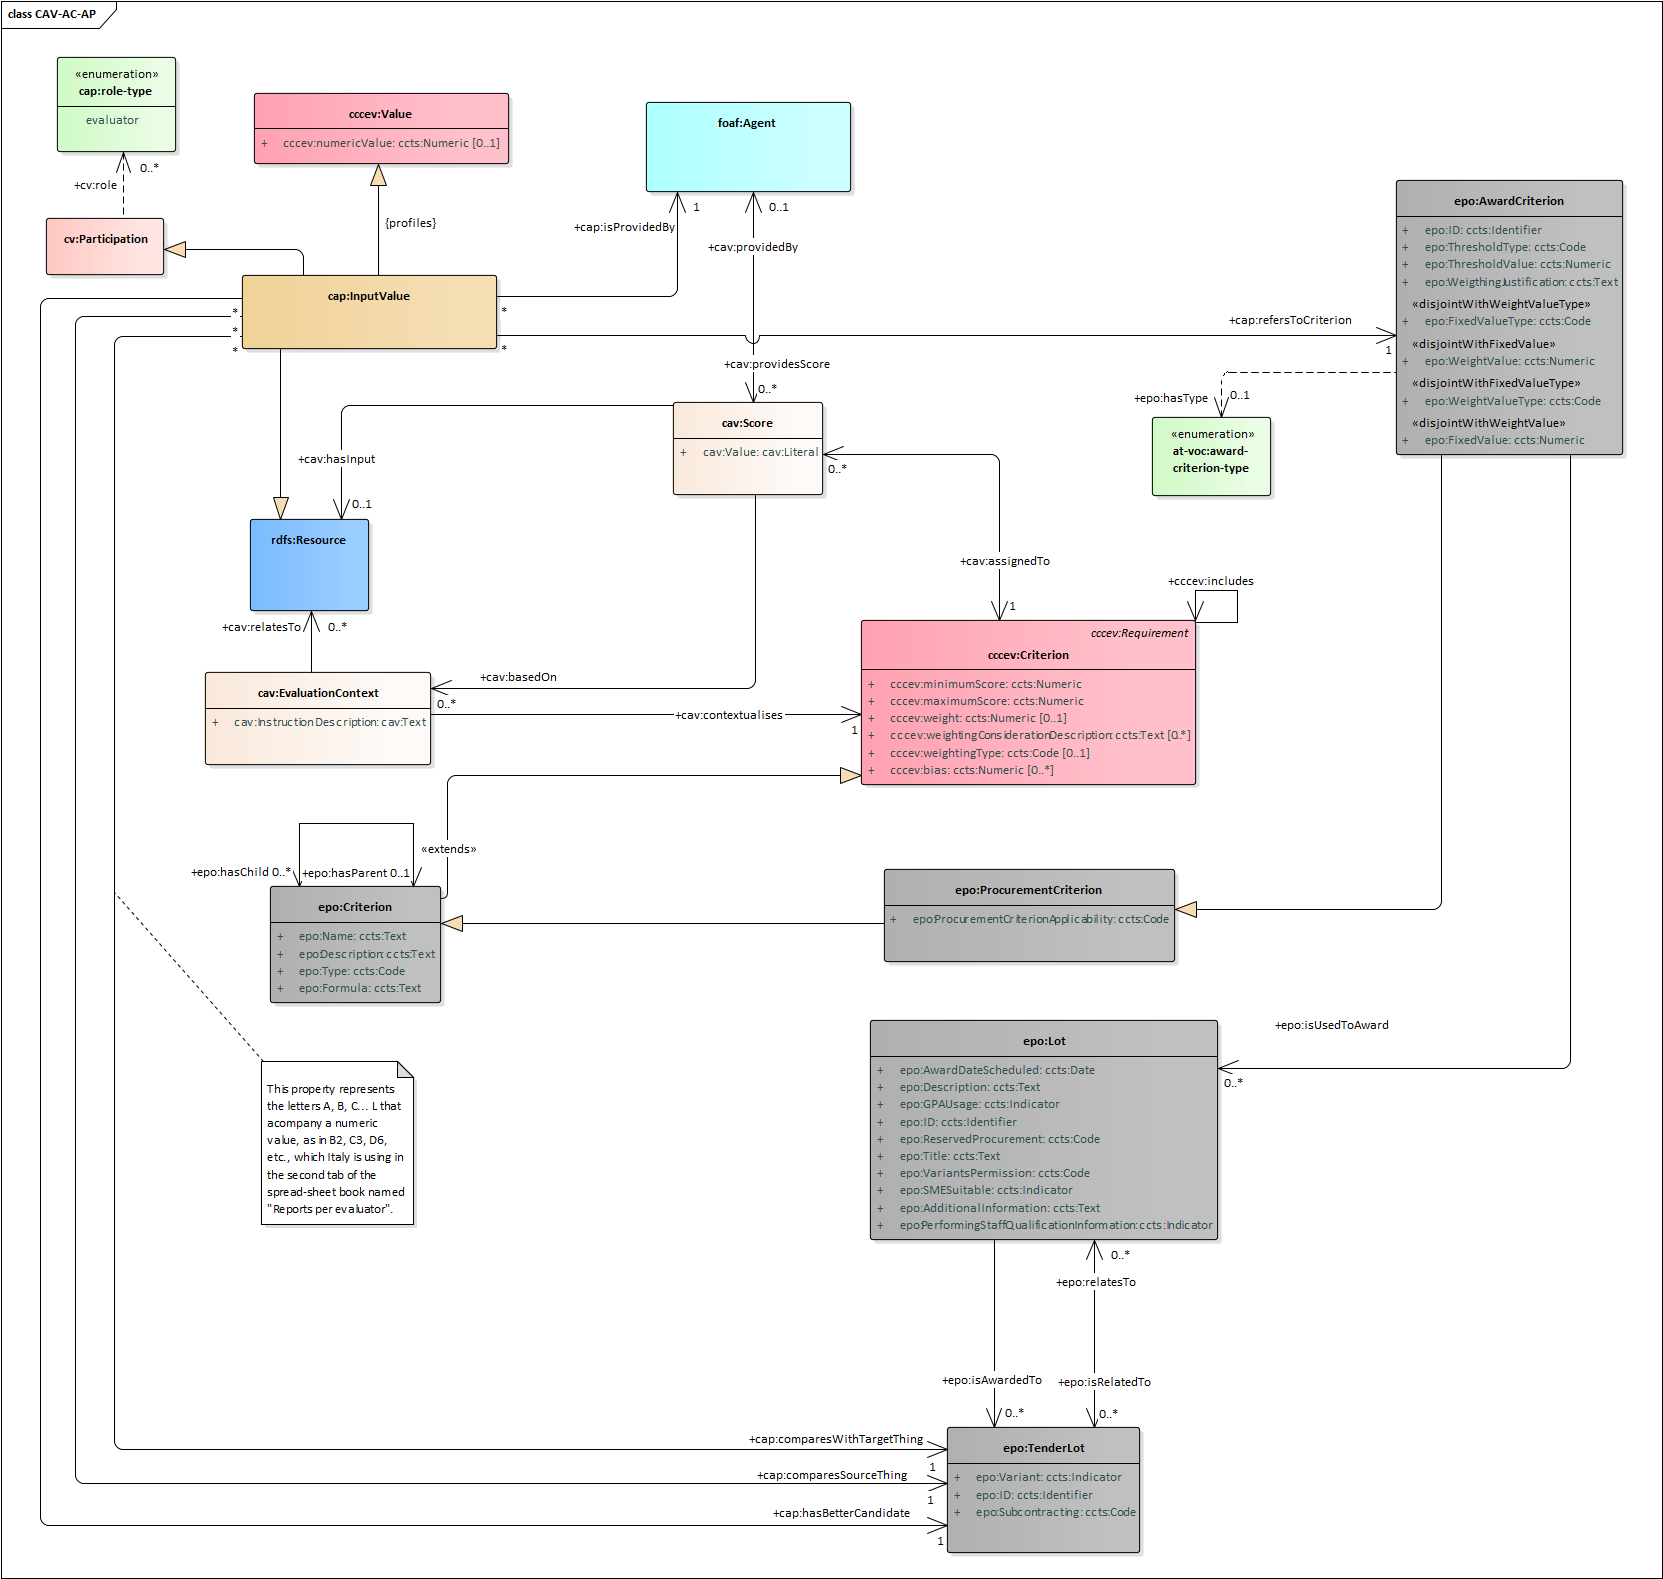 class CAV-AC-AP
«enumeration»
cap:role-type
evaluator
0..*
+cv:role
cv:Participation
cccev:Value
+ cccev:numericValue: ccts:Numeric [0..1]
{profiles}
foaf:Agent
+cap:isProvidedBy
1
0..1
+cav:providedBy
cap:InputValue
*
*
*
*
*
+cav:providesScore
0..*
+cap:refersToCriterion
1
epo:AwardCriterion
+ epo:ID: ccts:Identifier
+ epo:ThresholdType: ccts:Code
+ epo:ThresholdValue: ccts:Numeric
+ epo:WeigthingJustification: ccts:Text
«disjointWithWeightValueType»
+ epo:FixedValueType: ccts:Code
«disjointWithFixedValue»
+ epo:WeightValue: ccts:Numeric
«disjointWithFixedValueType»
+ epo:WeightValueType: ccts:Code
«disjointWithWeightValue»
+ epo:FixedValue: ccts:Numeric
+epo:hasType
0..1
«enumeration»
at-voc:award-
criterion-type
cav:Score
+ cav:Value: cav:Literal
0..*
+cav:hasInput
0..1
rdfs:Resource
+cav:relatesTo
0..*
+cav:assignedTo
1
+cccev:includes
cccev:Requirement
cccev:Criterion
+ cccev:minimumScore: ccts:Numeric
+ cccev:maximumScore: ccts:Numeric
+ cccev:weight: ccts:Numeric [0..1]
+ cccev:weightingConsiderationDescription: ccts:Text [0..*]
+ cccev:weightingType: ccts:Code [0..1]
+ cccev:bias: ccts:Numeric [0..*]
+cav:basedOn
0..*
cav:EvaluationContext
+ cav:InstructionDescription: cav:Text
+cav:contextualises
1
«extends»
+epo:hasChild 0..*
+epo:hasParent 0..1
epo:Criterion
+ epo:Name: ccts:Text
+ epo:Description: ccts:Text
+ epo:Type: ccts:Code
+ epo:Formula: ccts:Text
epo:ProcurementCriterion
+ epo:ProcurementCriterionApplicability: ccts:Code
+epo:isUsedToAward
0..*
epo:Lot
+ epo:AwardDateScheduled: ccts:Date
+ epo:Description: ccts:Text
+ epo:GPAUsage: ccts:Indicator
+ epo:ID: ccts:Identifier
+ epo:ReservedProcurement: ccts:Code
+ epo:Title: ccts:Text
+ epo:VariantsPermission: ccts:Code
+ epo:SMESuitable: ccts:Indicator
+ epo:AdditionalInformation: ccts:Text
+ epo:PerformingStaffQualificationInformation: ccts:Indicator
This property represents
the letters A, B, C... L that
acompany a numeric
value, as in B2, C3, D6,
etc., which Italy is using in
the second tab of the
spread-sheet book named
"Reports per evaluator".
0..*
+epo:relatesTo
+epo:isAwardedTo
0..*
+epo:isRelatedTo
0..*
+cap:comparesWithTargetThing
1
+cap:comparesSourceThing
1
+cap:hasBetterCandidate
1
epo:TenderLot
+ epo:Variant: ccts:Indicator
+ epo:ID: ccts:Identifier
+ epo:Subcontracting: ccts:Code